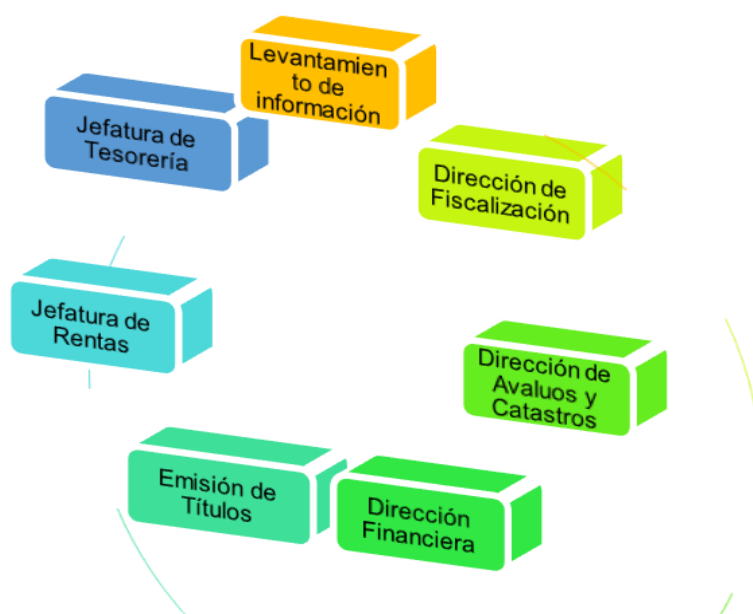 Levantamien
to de
información
Jefatura de
Tesorería
Dirección de
Fiscalización
Jefatura de
Rentas
Dirección de
Avaluos y
Catastros
Emisión de
Títulos
Dirección
Financiera